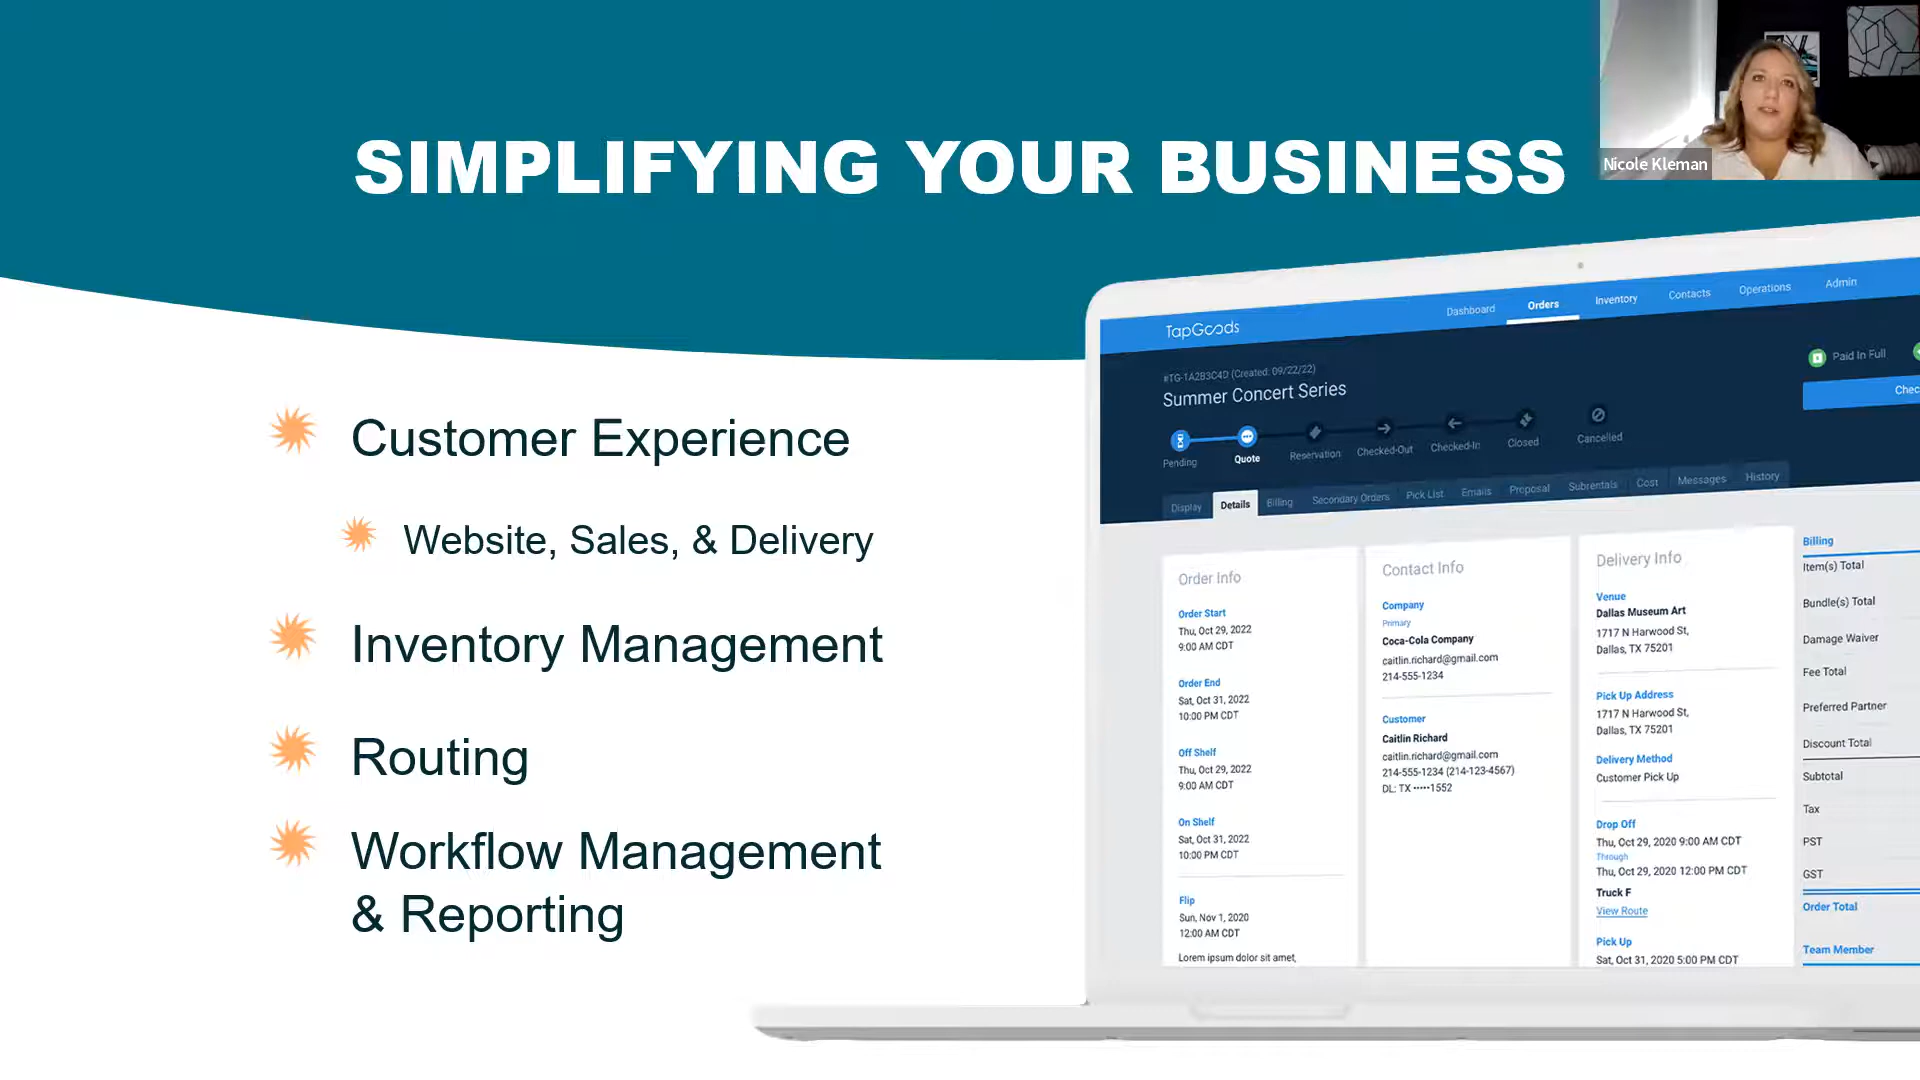 SIMPLIFYING YOUR BUSINESS
Nicole Kleman
Customer Experience
Website, Sales, & Delivery
Inventory Management
Routing
Workflow Management
& Reporting
TapGoods
Dashboard
Orders
Inventory
Contacts
Operations
Admin
#TG-1A2B3C4D (Created: 09/22/22)
Summer Concert Series
Paid In Full
Chec
Pending
Quote
Reservation
Checked-Out
Checked-In
Closed
Cancelled
Display
Details
Billing
Secondary Orders
Pick List
Emails
Proposal
Subrentals
Cost
Messages
History
Order Info
Order Start
Thu, Oct 29, 2022
9:00 AM CDT
Order End
Sat, Oct 31, 2022
10:00 PM CDT
Off Shelf
Thu, Oct 29, 2022
9:00 AM CDT
On Shelf
Sat, Oct 31, 2022
10:00 PM CDT
Flip
Sun, Nov 1, 2020
12:00 AM CDT
Lorem ipsum dolor sit amet,
Contact Info
Company
Primary
Coca-Cola Company
caitlin.richard@gmail.com
214-555-1234
Customer
Caitlin Richard
caitlin.richard@gmail.com
214-555-1234 (214-123-4567)
DL: TX •••••1552
Delivery Info
Venue
Dallas Museum Art
1717 N Harwood St,
Dallas, TX 75201
Pick Up Address
1717 N Harwood St,
Dallas, TX 75201
Delivery Method
Customer Pick Up
Drop Off
Thu, Oct 29, 2020 9:00 AM CDT
Through
Thu, Oct 29, 2020 12:00 PM CDT
Truck F
View Route
Pick Up
Sat, Oct 31, 2020 5:00 PM CDT
Billing
Item(s) Total
Bundle(s) Total
Damage Waiver
Fee Total
Preferred Partner
Discount Total
Subtotal
Tax
PST
GST
Order Total
Team Member